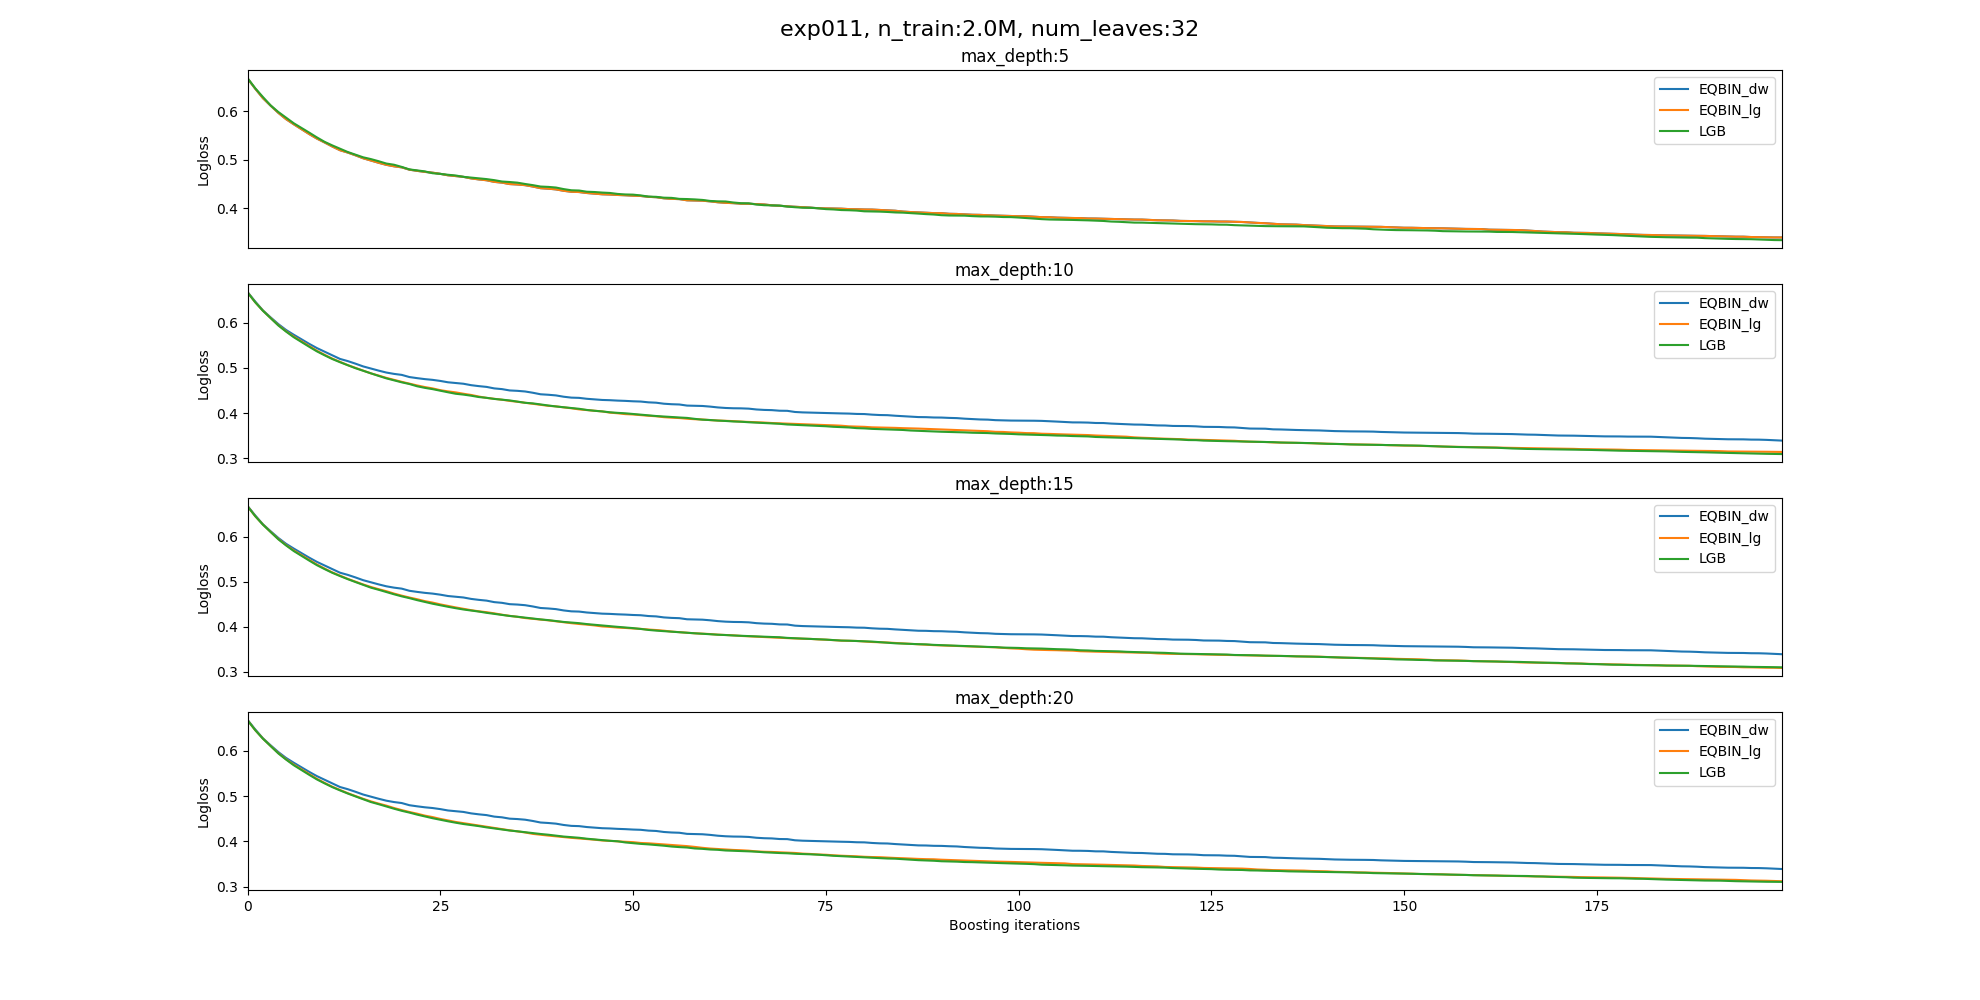 exp011, n_train:2.0M, num_leaves:32
max_depth:5
EQBIN_dw
EQBIN_lg
LGB
0.6
0.5
0.4
Logloss
max_depth:10
EQBIN_dw
EQBIN_lg
LGB
0.6
0.5
0.4
0.3
Logloss
max_depth:15
EQBIN_dw
EQBIN_lg
LGB
0.6
0.5
0.4
0.3
Logloss
max_depth:20
EQBIN_dw
EQBIN_lg
LGB
0.6
0.5
0.4
0.3
Logloss
0 25 50 75 100 125 150 175
Boosting iterations